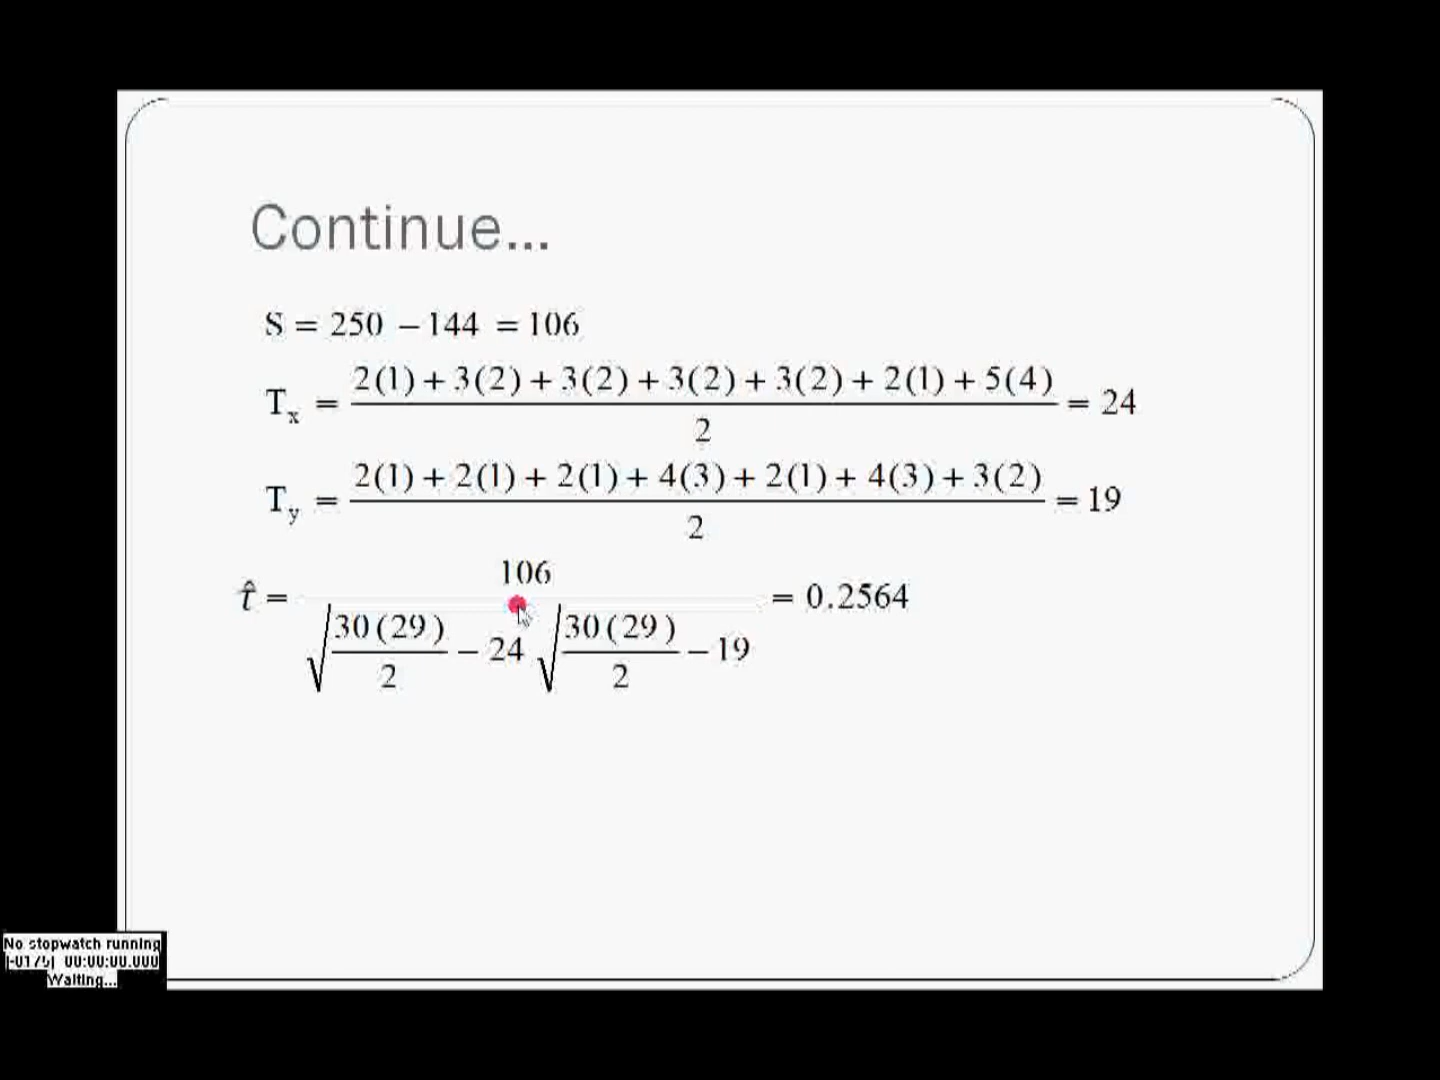 Continue...
S = 250 − 144 = 106
Tx = 2(1) + 3(2) + 3(2) + 3(2) + 3(2) + 2(1) + 5(4) / 2 = 24
Ty = 2(1) + 2(1) + 2(1) + 4(3) + 2(1) + 4(3) + 3(2) / 2 = 19
τ̂ = 106 / √(30(29)/2 − 24) √(30(29)/2 − 19) = 0.2564
No stopwatch running
00:00:00.000
Waiting...